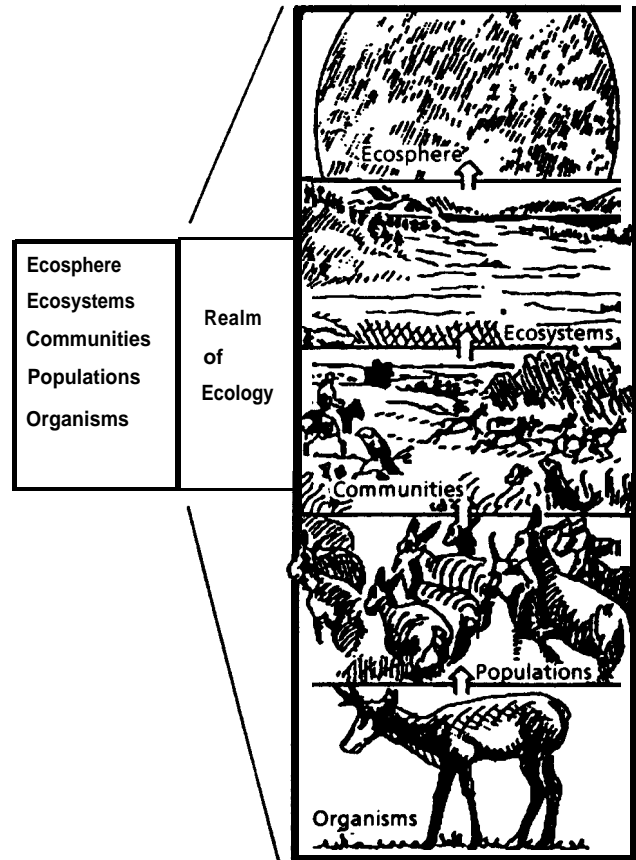 Ecosphere
Ecosystems
Communities
Populations
Organisms
Realm
of
Ecology
Ecosphere
Ecosystems
Communities
Populations
Organisms